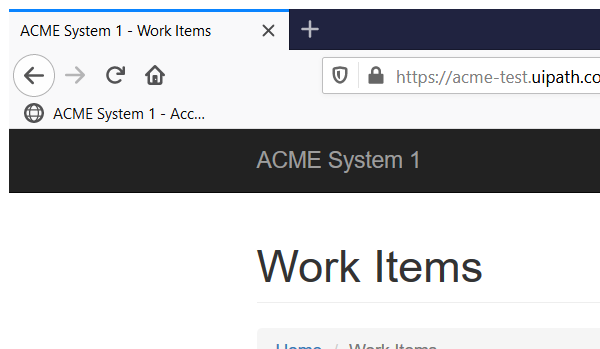 ACME System 1 - Work Items
https://acme-test.uipath.co
ACME System 1 - Acc...
ACME System 1
Work Items
Home / Work Items